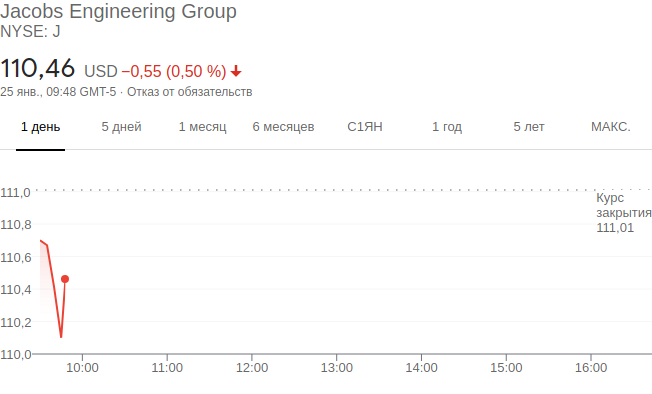 Jacobs Engineering Group
NYSE: J
110,46 USD −0,55 (0,50 %)
25 янв., 09:48 GMT-5 · Отказ от обязательств
1 день 5 дней 1 месяц 6 месяцев С1ЯН 1 год 5 лет МАКС.
111,0
Курс
закрытия
111,01
110,8
110,6
110,4
110,2
110,0
10:00 11:00 12:00 13:00 14:00 15:00 16:00